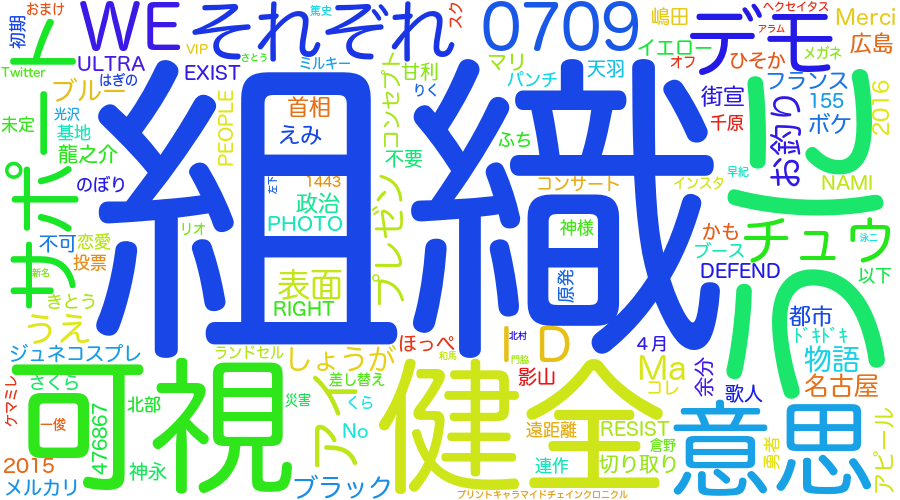 おまけ
篤史
スク
初期
WE
それぞれ
0709
嶋田
デモ
ヘクセイタス
Merci
アラム
広島
VIP
さとう
ミルキー
イエロー
オフ
メガネ
ひそか
Twitter
ULTRA
はぎの
EXIST
ブルー
コンセプト
甘利
りく
マリ
パンチ
天羽
フランス
155
2016
光沢
未定
基地
PEOPLE
首相
えみ
街宣
千原
ボケ
龍之介
不要
ふち
お釣り
サポート
のぼり
左下
1443
政治
PHOTO
組織
コンサート
インスタ
早紀
NAMI
リオ
プレゼン
神様
かも
チュウ
不可
恋愛
ブース
泳二
投票
新名
表面
原発
DEFEND
以下
きとう
RIGHT
うえ
都市
ジュネコスプレ
ランドセル
しょうが
ほっぺ
和馬
北村
門脇
ID
4月
ドキドキ
物語
可視
さくら
差し替え
影山
Ma
コレ
余分
歌人
名古屋
ケマミレ
北部
災害
くら
アイ
健全
意思
一俊
476867
No
遠距離
RESIST
倉野
勇者
アピール
2015
神永
連作
切り取り
メルカリ
ブラック
プリントキャラマイドチェインクロニクル